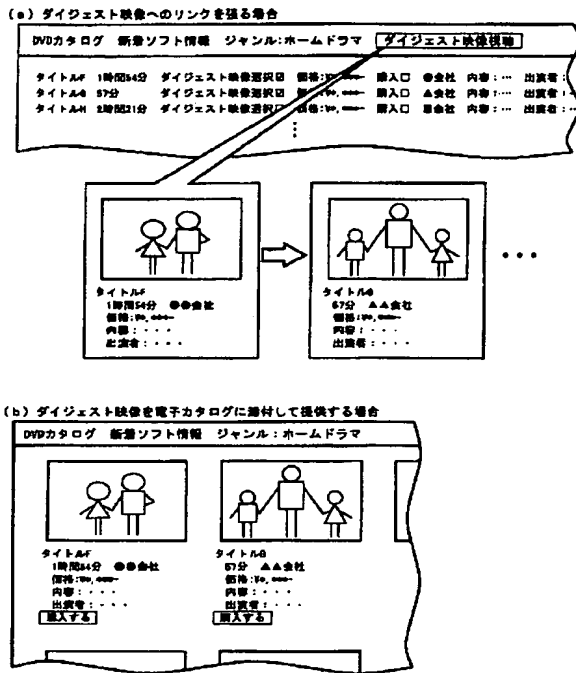 (a) ダイジェスト映像へのリンクを張る場合
DVDカタログ 新着ソフト情報 ジャンル:ホームドラマ ダイジェスト映像視聴
タイトルF 1時間54分 ダイジェスト映像選択☑ 価格:¥*,***- 購入□ ●会社 内容:… 出演者:…
タイトルG 57分 ダイジェスト映像選択☑ 購入□ ▲会社 内容:… 出演者:…
タイトルH 2時間21分 ダイジェスト映像選択 購入□ 会社 内容:… 出演者:…
タイトルF
1時間54分 ●●会社
価格:¥*,***-
内容:・・・
出演者:・・・
タイトルG
57分 ▲▲会社
価格:¥*,***-
内容:・・・
出演者:・・・
・・・
(b) ダイジェスト映像を電子カタログに添付して提供する場合
DVDカタログ 新着ソフト情報 ジャンル:ホームドラマ
タイトルF
1時間54分 ●●会社
価格:¥*,***-
内容:・・・
出演者:・・・
購入する
タイトルG
57分 ▲▲会社
価格:¥*,***-
内容:・・・
出演者:・・・
購入する